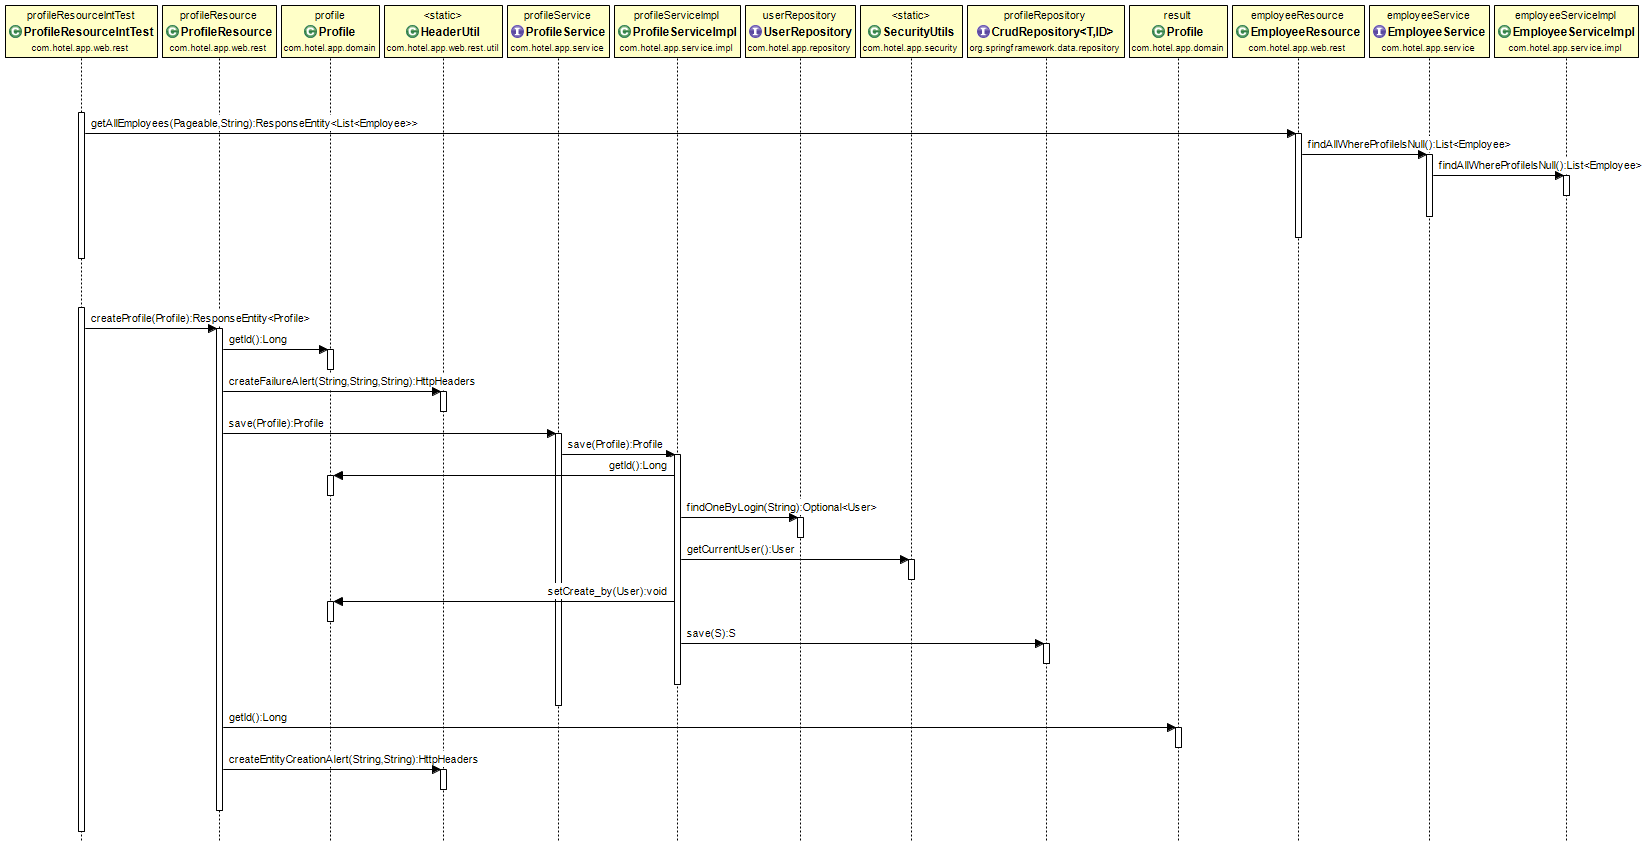 profileResourceIntTest
C ProfileResourceIntTest
com.hotel.app.web.rest
profileResource
C ProfileResource
com.hotel.app.web.rest
profile
C Profile
com.hotel.app.domain
<static>
C HeaderUtil
com.hotel.app.web.rest.util
profileService
I ProfileService
com.hotel.app.service
profileServiceImpl
C ProfileServiceImpl
com.hotel.app.service.impl
userRepository
I UserRepository
com.hotel.app.repository
<static>
C SecurityUtils
com.hotel.app.security
profileRepository
I CrudRepository<T,ID>
org.springframework.data.repository
result
C Profile
com.hotel.app.domain
employeeResource
C EmployeeResource
com.hotel.app.web.rest
employeeService
I EmployeeService
com.hotel.app.service
employeeServiceImpl
C EmployeeServiceImpl
com.hotel.app.service.impl
getAllEmployees(Pageable,String):ResponseEntity<List<Employee>>
findAllWhereProfileIsNull():List<Employee>
findAllWhereProfileIsNull():List<Employee>
createProfile(Profile):ResponseEntity<Profile>
getId():Long
createFailureAlert(String,String,String):HttpHeaders
save(Profile):Profile
save(Profile):Profile
getId():Long
findOneByLogin(String):Optional<User>
getCurrentUser():User
setCreate_by(User):void
save(S):S
getId():Long
createEntityCreationAlert(String,String):HttpHeaders